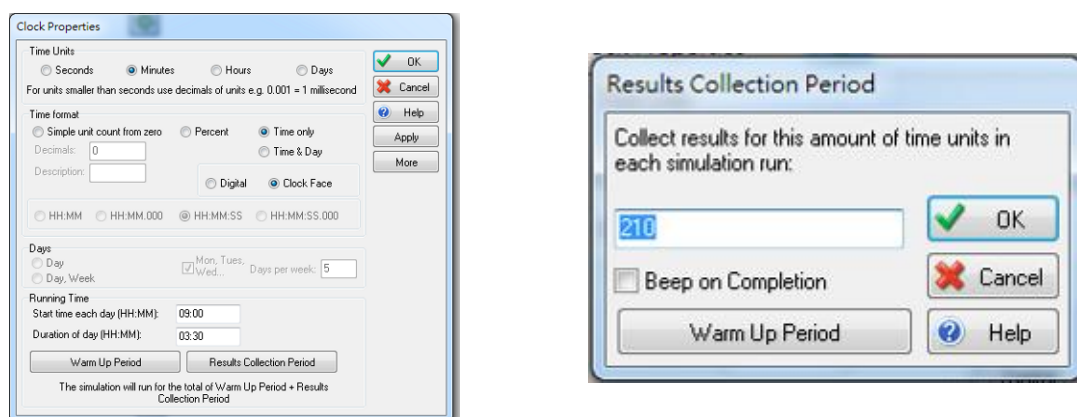 Clock Properties
Time Units
Seconds Minutes Hours Days
For units smaller than seconds use decimals of units e.g. 0.001 = 1 millisecond
Time format
Simple unit count from zero Percent Time only
Decimals: 0 Time & Day
Description:
Digital Clock Face
HH:MM HH:MM.000 HH:MM:SS HH:MM:SS.000
Days
Day
Day, Week
Mon, Tues,
Wed... Days per week: 5
Running Time
Start time each day (HH:MM): 09:00
Duration of day (HH:MM): 03:30
Warm Up Period Results Collection Period
The simulation will run for the total of Warm Up Period + Results
Collection Period
OK
Cancel
Help
Apply
More
Results Collection Period
Collect results for this amount of time units in
each simulation run:
210 OK
Beep on Completion Cancel
Warm Up Period Help